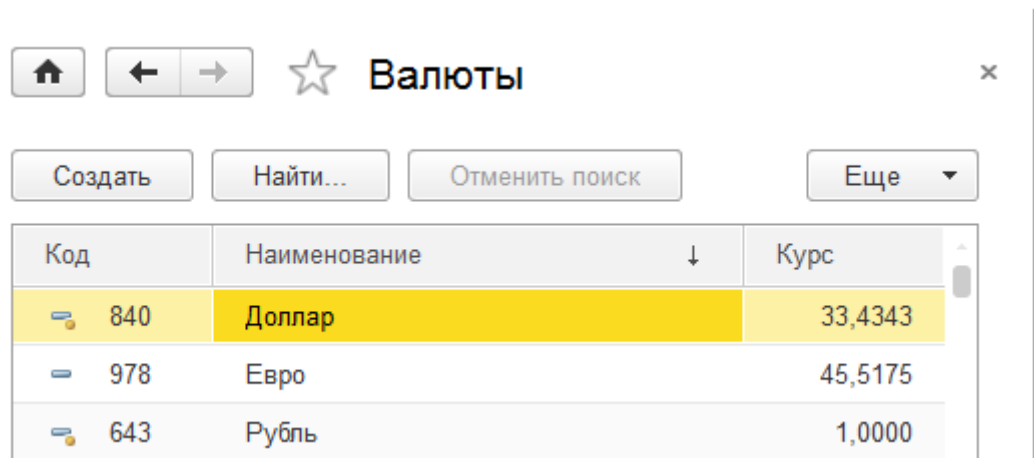 Валюты
Создать Найти... Отменить поиск Еще
Код Наименование Курс
840 Доллар 33,4343
978 Евро 45,5175
643 Рубль 1,0000